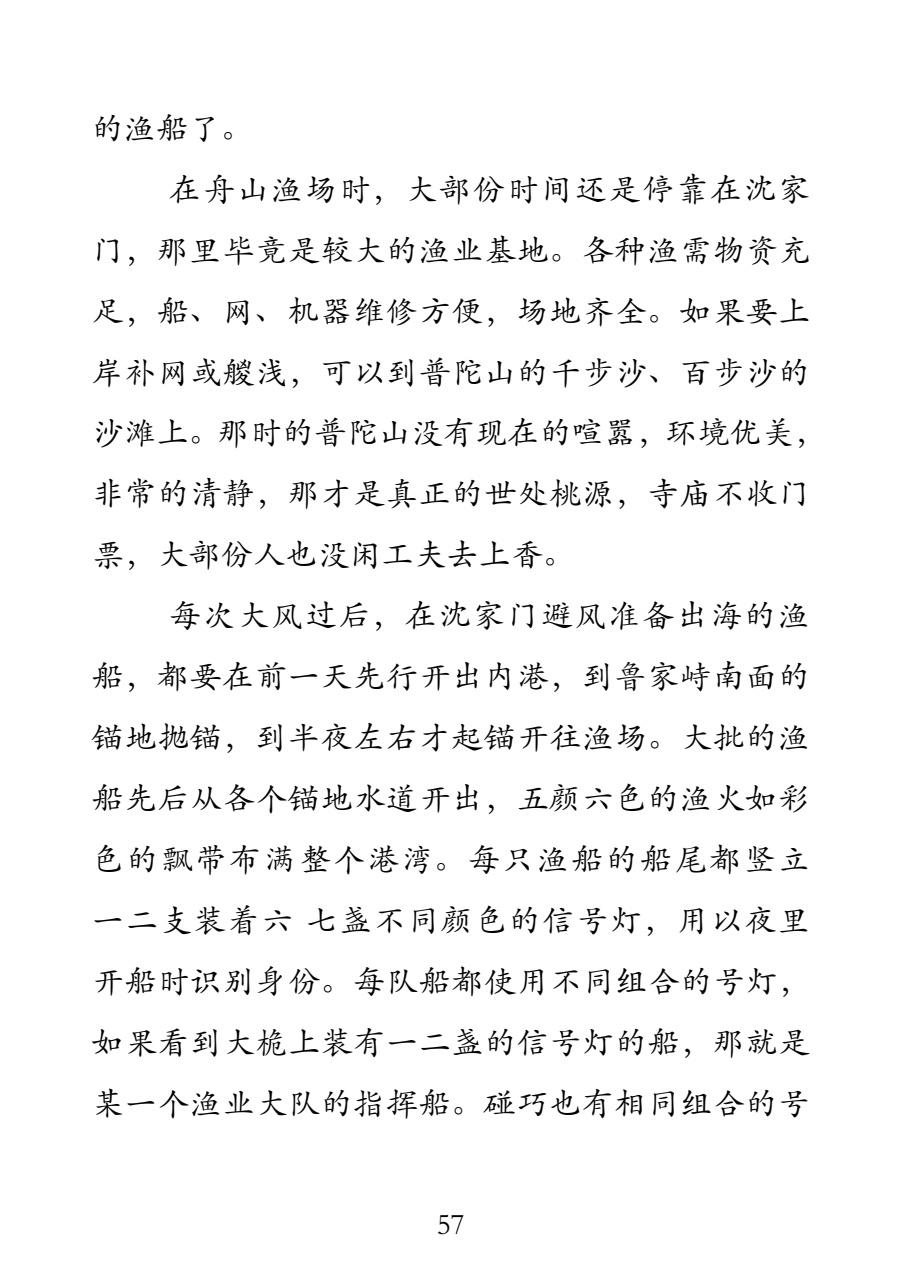 的渔船了。
在舟山渔场时，大部份时间还是停靠在沈家
门，那里毕竟是较大的渔业基地。各种渔需物资充
足，船、网、机器维修方便，场地齐全。如果要上
岸补网或艘浅，可以到普陀山的千步沙、百步沙的
沙滩上。那时的普陀山没有现在的喧嚣，环境优美，
非常的清静，那才是真正的世处桃源，寺庙不收门
票，大部份人也没闲工夫去上香。
每次大风过后，在沈家门避风准备出海的渔
船，都要在前一天先行开出内港，到鲁家峙南面的
锚地抛锚，到半夜左右才起锚开往渔场。大批的渔
船先后从各个锚地水道开出，五颜六色的渔火如彩
色的飘带布满整个港湾。每只渔船的船尾都竖立
一二支装着六 七盏不同颜色的信号灯，用以夜里
开船时识别身份。每队船都使用不同组合的号灯，
如果看到大桅上装有一二盏的信号灯的船，那就是
某一个渔业大队的指挥船。碰巧也有相同组合的号
57